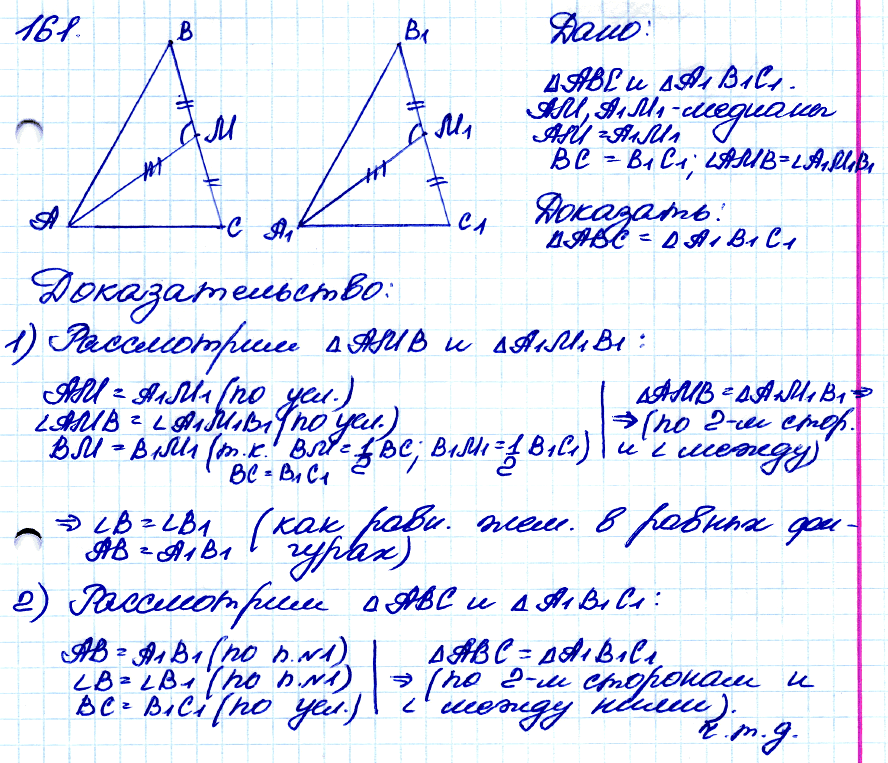 161.
B
M
A
C
B1
M1
A1
C1
Дано:
△ABC и △A1B1C1.
AM, A1M1 - медианы
AM = A1M1
BC = B1C1; ∠AMB = ∠A1M1B1
Доказать:
△ABC = △A1B1C1
Доказательство:
1) Рассмотрим △AMB и △A1M1B1:
AM = A1M1 (по усл.)
∠AMB = ∠A1M1B1 (по усл.)
BM = B1M1 (т.к. BM = 1/2 BC; B1M1 = 1/2 B1C1)
BC = B1C1
△AMB = △A1M1B1 ⇒
⇒ (по 2-м стор.
и ∠ между)
⇒ ∠B = ∠B1 (как равн. элем. в равных фи-
AB = A1B1 гурах)
2) Рассмотрим △ABC и △A1B1C1:
AB = A1B1 (по п.№1)
∠B = ∠B1 (по п.№1)
BC = B1C1 (по усл.)
△ABC = △A1B1C1
⇒ (по 2-м сторонам и
∠ между ними).
ч.т.д.